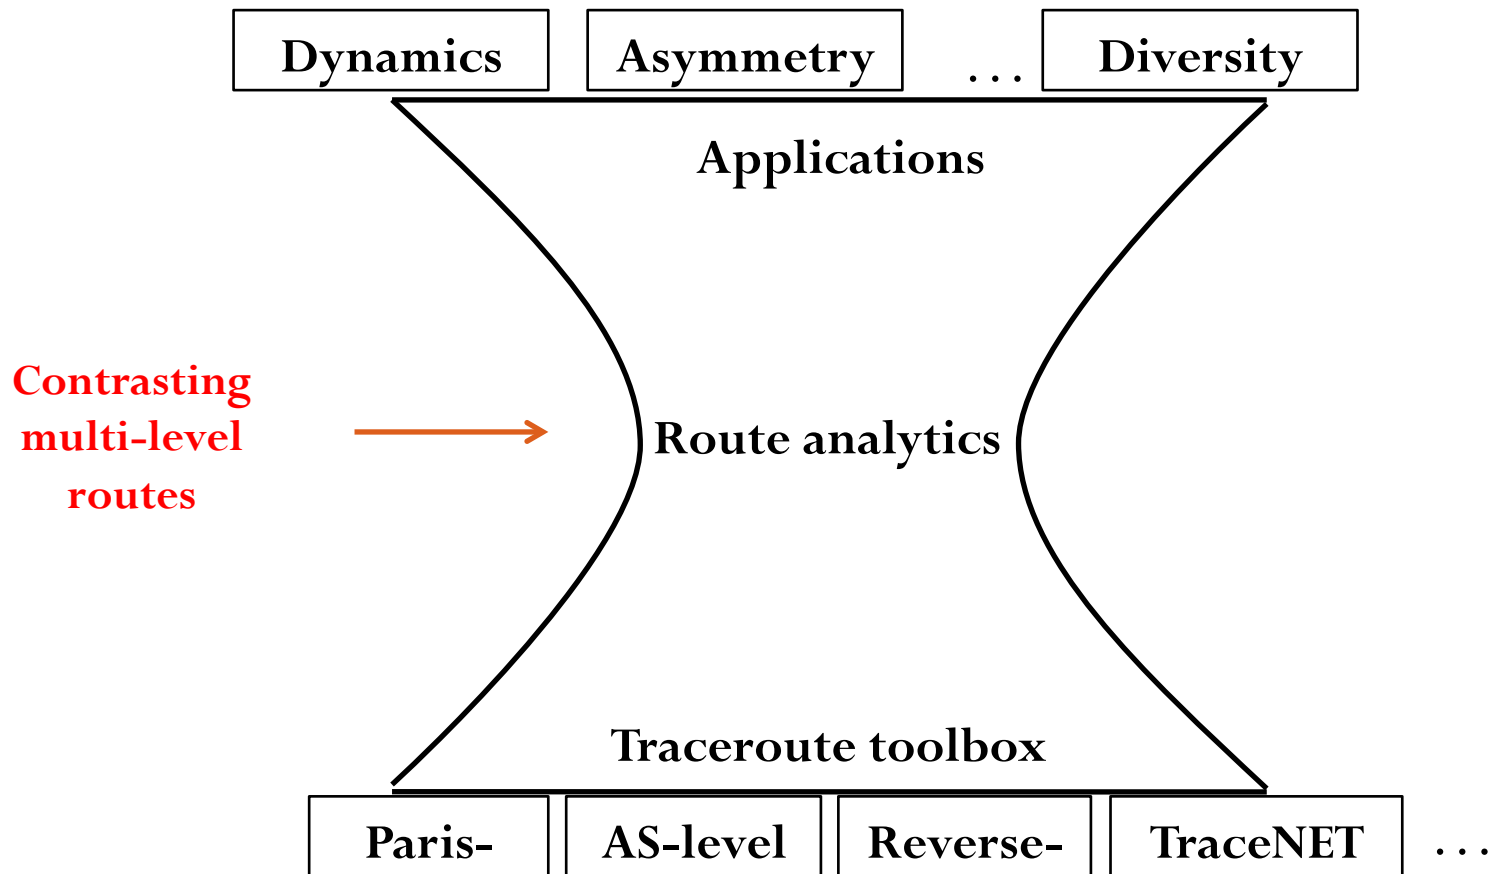 Dynamics Asymmetry ... Diversity
Applications
Contrasting
multi-level
routes
Route analytics
Traceroute toolbox
Paris- AS-level Reverse- TraceNET ...